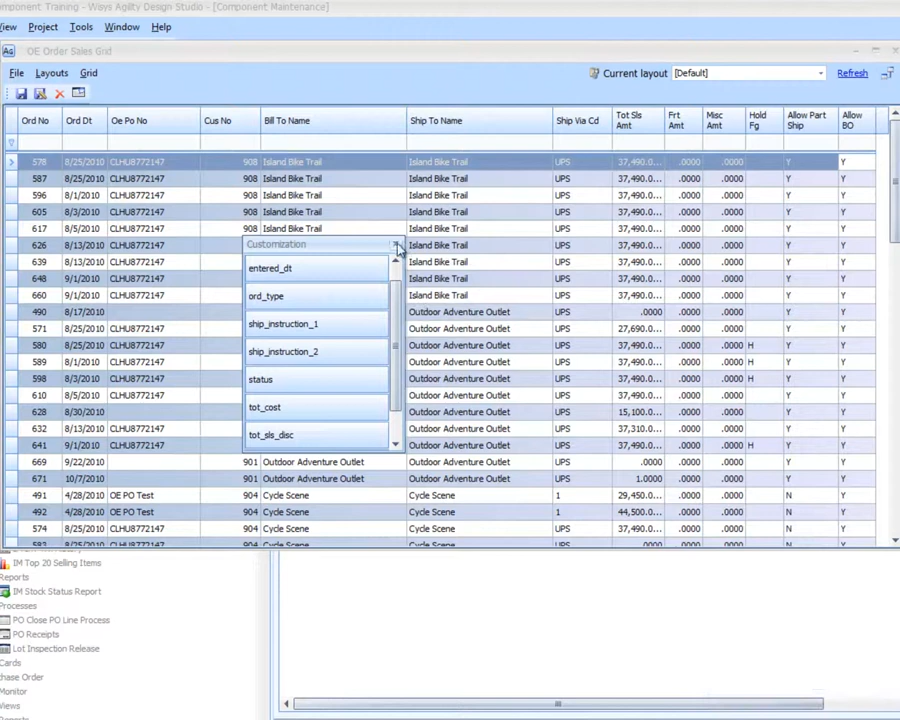 omponent Training - Ways Agility Design Studio - [Component Maintenance]
iew Project Tools Window Help
Ag OE Order Sales Grid
File Layouts Grid Current layout [Default] Refresh
Ord No Ord Dt Oe Po No Cus No Bill To Name Ship To Name Ship Via Cd Tot Sls Amt Frt Amt Misc Amt Hold Fg Allow Part Ship Allow BO
578 8/25/2010 CLHU8772147 908 Island Bike Trail Island Bike Trail UPS 37,490.0... .0000 .0000 Y Y
587 8/25/2010 CLHU8772147 908 Island Bike Trail Island Bike Trail UPS 37,490.0... .0000 .0000 Y Y
596 8/1/2010 CLHU8772147 908 Island Bike Trail Island Bike Trail UPS 37,490.0... .0000 .0000 Y Y
605 8/3/2010 CLHU8772147 908 Island Bike Trail Island Bike Trail UPS 37,490.0... .0000 .0000 Y Y
617 8/5/2010 CLHU8772147 908 Island Bike Trail Island Bike Trail UPS 37,490.0... .0000 .0000 Y Y
626 8/13/2010 CLHU8772147 Island Bike Trail UPS 37,490.0... .0000 .0000 Y Y
639 8/13/2010 CLHU8772147 Island Bike Trail UPS 37,490.0... .0000 .0000 Y Y
648 9/1/2010 CLHU8772147 Island Bike Trail UPS 37,490.0... .0000 .0000 Y Y
660 9/1/2010 CLHU8772147 Island Bike Trail UPS 37,490.0... .0000 .0000 Y Y
490 8/17/2010 Outdoor Adventure Outlet UPS .0000 .0000 .0000 Y Y
571 8/25/2010 CLHU8772147 Outdoor Adventure Outlet UPS 27,690.0... .0000 .0000 Y Y
580 8/25/2010 CLHU8772147 Outdoor Adventure Outlet UPS 37,490.0... .0000 .0000 H Y Y
589 8/1/2010 CLHU8772147 Outdoor Adventure Outlet UPS 37,490.0... .0000 .0000 H Y Y
598 8/3/2010 CLHU8772147 Outdoor Adventure Outlet UPS 37,490.0... .0000 .0000 H Y Y
610 8/5/2010 CLHU8772147 Outdoor Adventure Outlet UPS 37,490.0... .0000 .0000 Y Y
628 8/30/2010 Outdoor Adventure Outlet UPS 15,100.0... .0000 .0000 Y Y
632 8/13/2010 CLHU8772147 Outdoor Adventure Outlet UPS 37,310.0... .0000 .0000 Y Y
641 9/1/2010 CLHU8772147 Outdoor Adventure Outlet UPS 37,490.0... .0000 .0000 H Y Y
669 9/22/2010 901 Outdoor Adventure Outlet Outdoor Adventure Outlet UPS .0000 .0000 .0000 Y Y
671 10/7/2010 901 Outdoor Adventure Outlet Outdoor Adventure Outlet UPS 1.0000 .0000 .0000 Y Y
491 4/28/2010 OE PO Test 904 Cycle Scene Cycle Scene 1 29,450.0... .0000 .0000 N Y
492 4/28/2010 OE PO Test 904 Cycle Scene Cycle Scene 1 44,500.0... .0000 .0000 N Y
574 8/25/2010 CLHU8772147 904 Cycle Scene Cycle Scene UPS 37,490.0... .0000 .0000 N Y
583 8/25/2010 CLHU8772147 904 Cycle Scene Cycle Scene UPS .0000 .0000 .0000 N Y
Customization
entered_dt
ord_type
ship_instruction_1
ship_instruction_2
status
tot_cost
tot_sls_disc
IM Top 20 Selling Items
Reports
IM Stock Status Report
Processes
PO Close PO Line Process
PO Receipts
Lot Inspection Release
Cards
chase Order
Monitor
Views